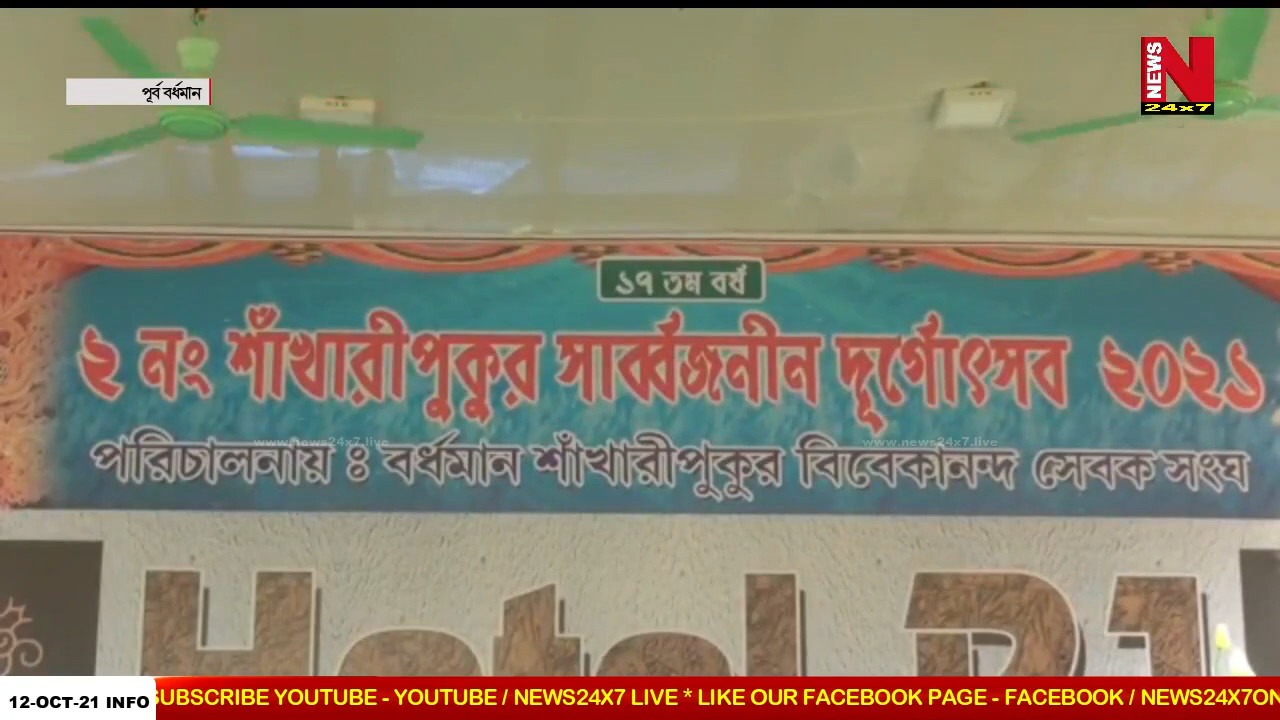 পূর্ব বর্ধমান
NEWS N
24x7
১৭ তম বর্ষ
২ নং শাঁখারীপুকুর সার্ব্বজনীন দূর্গোৎসব ২০২১
www.news24x7.live www.news24x7.live
পরিচালনায় ঃ বর্ধমান শাঁখারীপুকুর বিবেকানন্দ সেবক সংঘ
Hotel
12-OCT-21 INFO SUBSCRIBE YOUTUBE - YOUTUBE / NEWS24X7 LIVE * LIKE OUR FACEBOOK PAGE - FACEBOOK / NEWS24X7ON